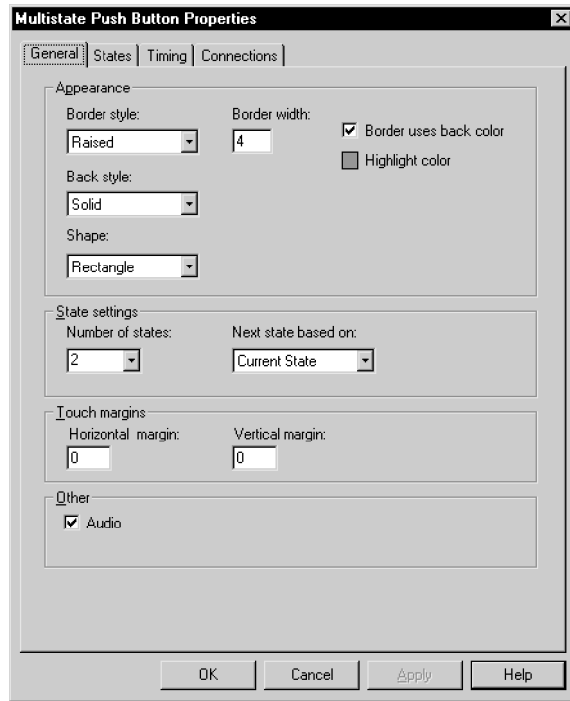 Multistate Push Button Properties
General States Timing Connections
Appearance
Border style: Border width:
Raised 4 Border uses back color
Highlight color
Back style:
Solid
Shape:
Rectangle
State settings
Number of states: Next state based on:
2 Current State
Touch margins
Horizontal margin: Vertical margin:
0 0
Other
Audio
OK Cancel Apply Help